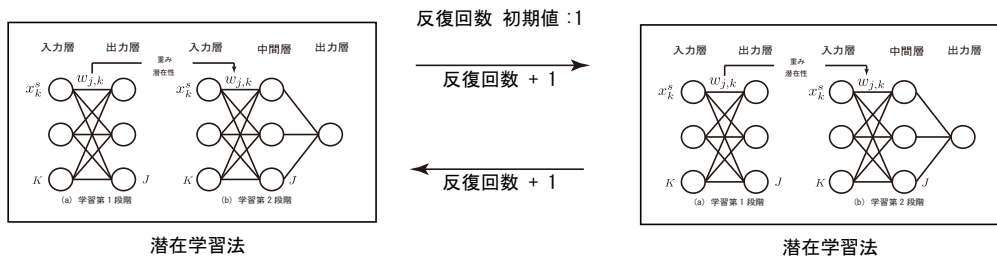 反復回数 初期値 :1
反復回数 + 1
反復回数 + 1
入力層 出力層 入力層 中間層 出力層
重み
潜在性
x_k^s w_{j,k} x_k^s w_{j,k}
K J K J
(a) 学習第1段階 (b) 学習第2段階
潜在学習法
入力層 出力層 入力層 中間層 出力層
重み
潜在性
x_k^s w_{j,k} x_k^s w_{j,k}
K J K J
(a) 学習第1段階 (b) 学習第2段階
潜在学習法